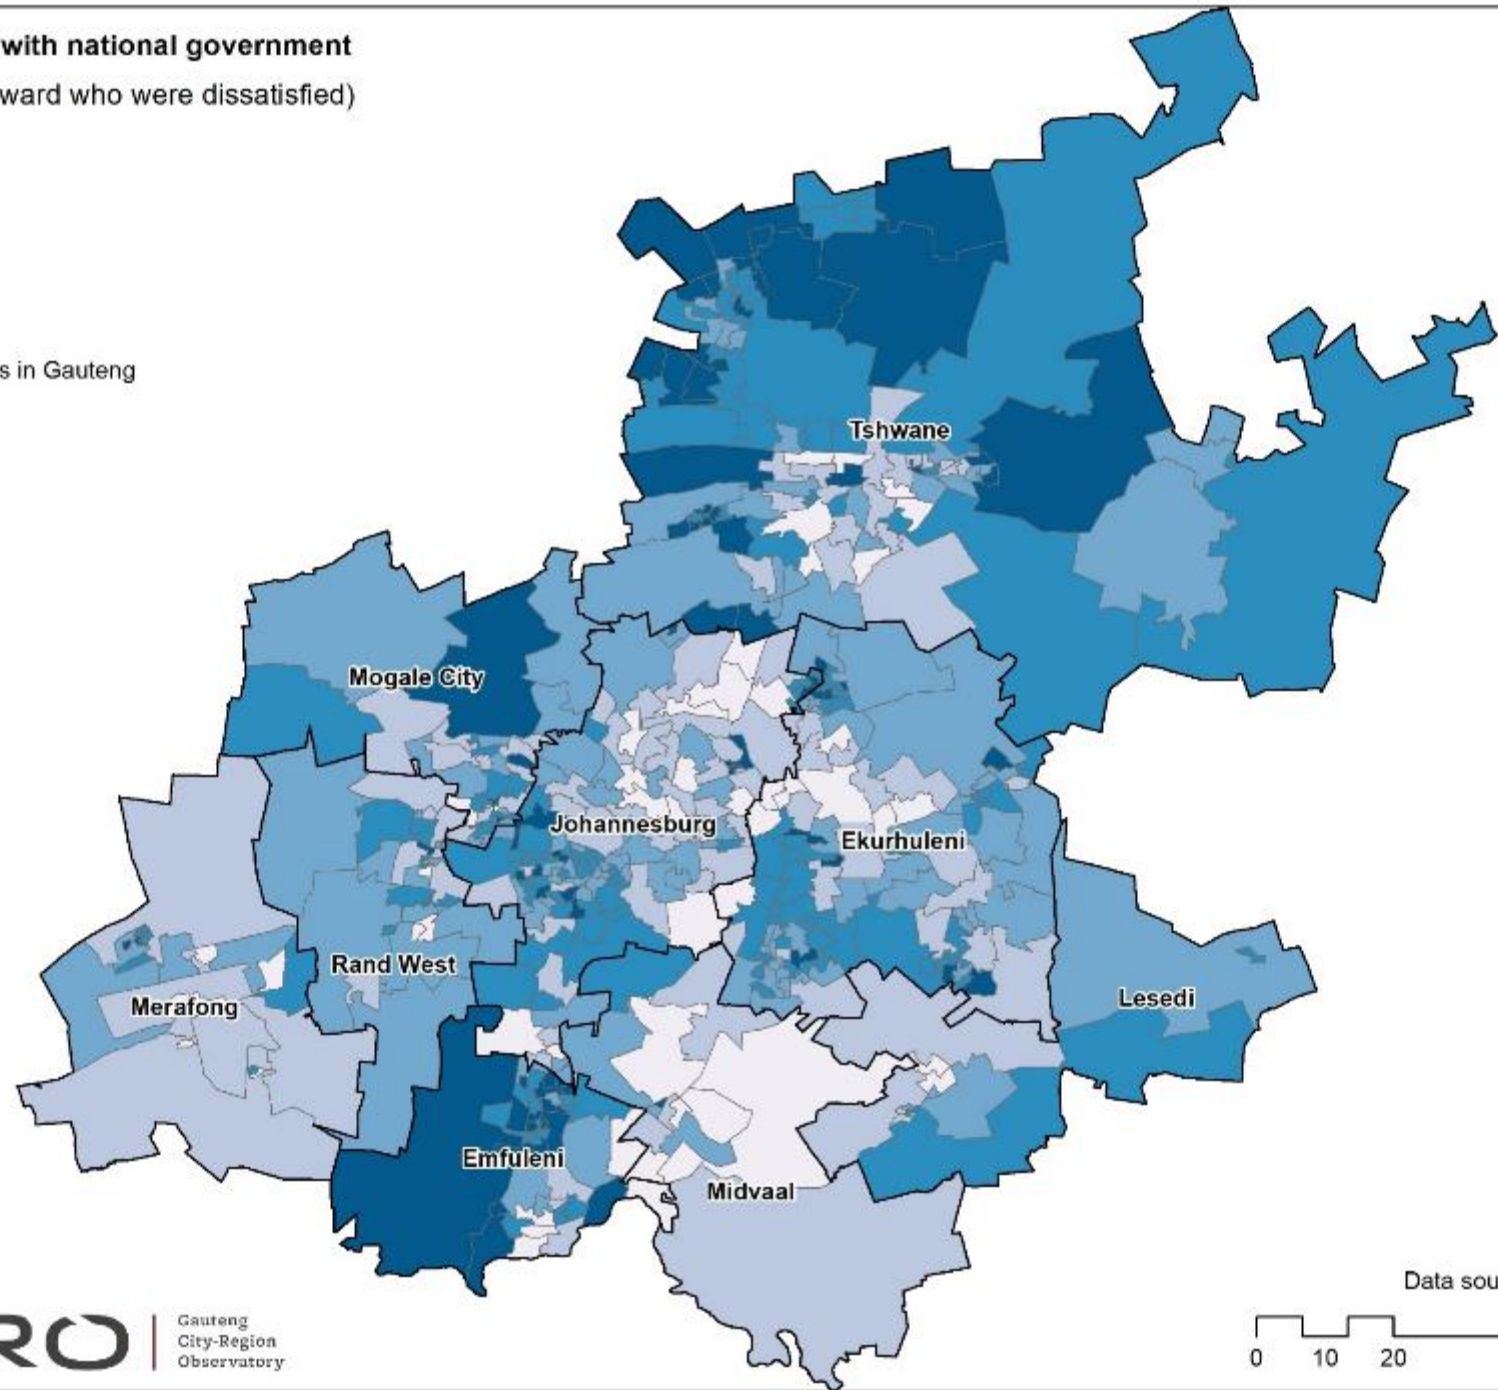 with national government
ward who were dissatisfied)
s in Gauteng
Tshwane
Mogale City
Johannesburg
Ekurhuleni
Rand West
Merafong
Lesedi
Emfuleni
Midvaal
Data sou
RO
Gauteng
City-Region
Observatory
0 10 20